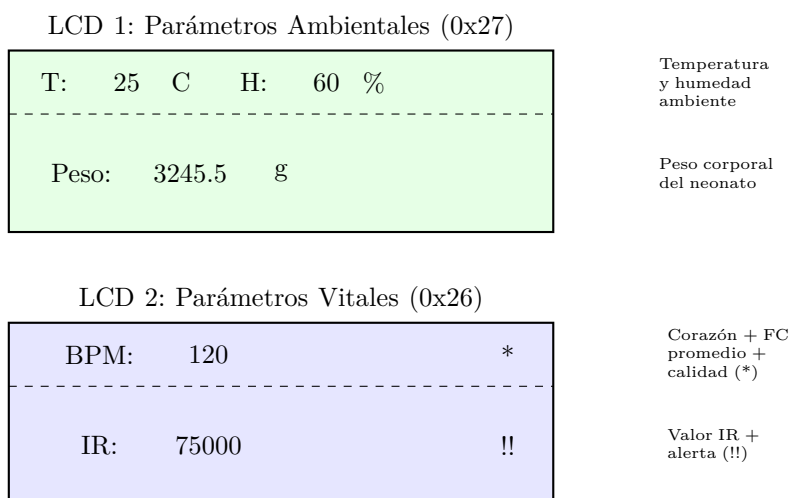 LCD 1: Parámetros Ambientales (0x27)
T: 25 C H: 60 %
Temperatura
y humedad
ambiente
Peso: 3245.5 g
Peso corporal
del neonato
LCD 2: Parámetros Vitales (0x26)
BPM: 120 *
Corazón + FC
promedio +
calidad (*)
IR: 75000 !!
Valor IR +
alerta (!!)